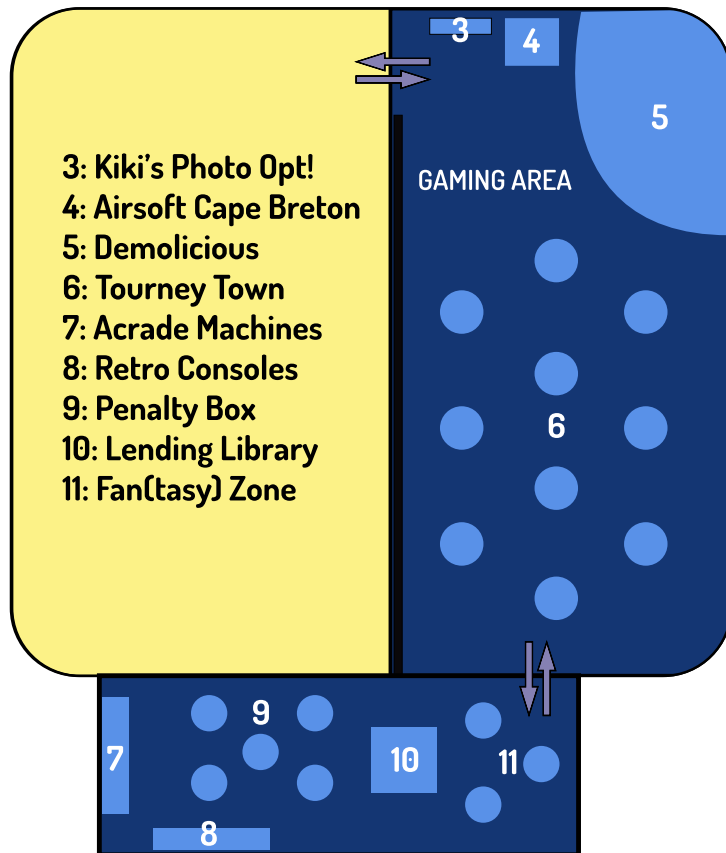 3
4
5
3: Kiki's Photo Opt!
4: Airsoft Cape Breton
5: Demolicious
6: Tourney Town
7: Acrade Machines
8: Retro Consoles
9: Penalty Box
10: Lending Library
11: Fan(tasy) Zone
GAMING AREA
6
9
7
10
11
8